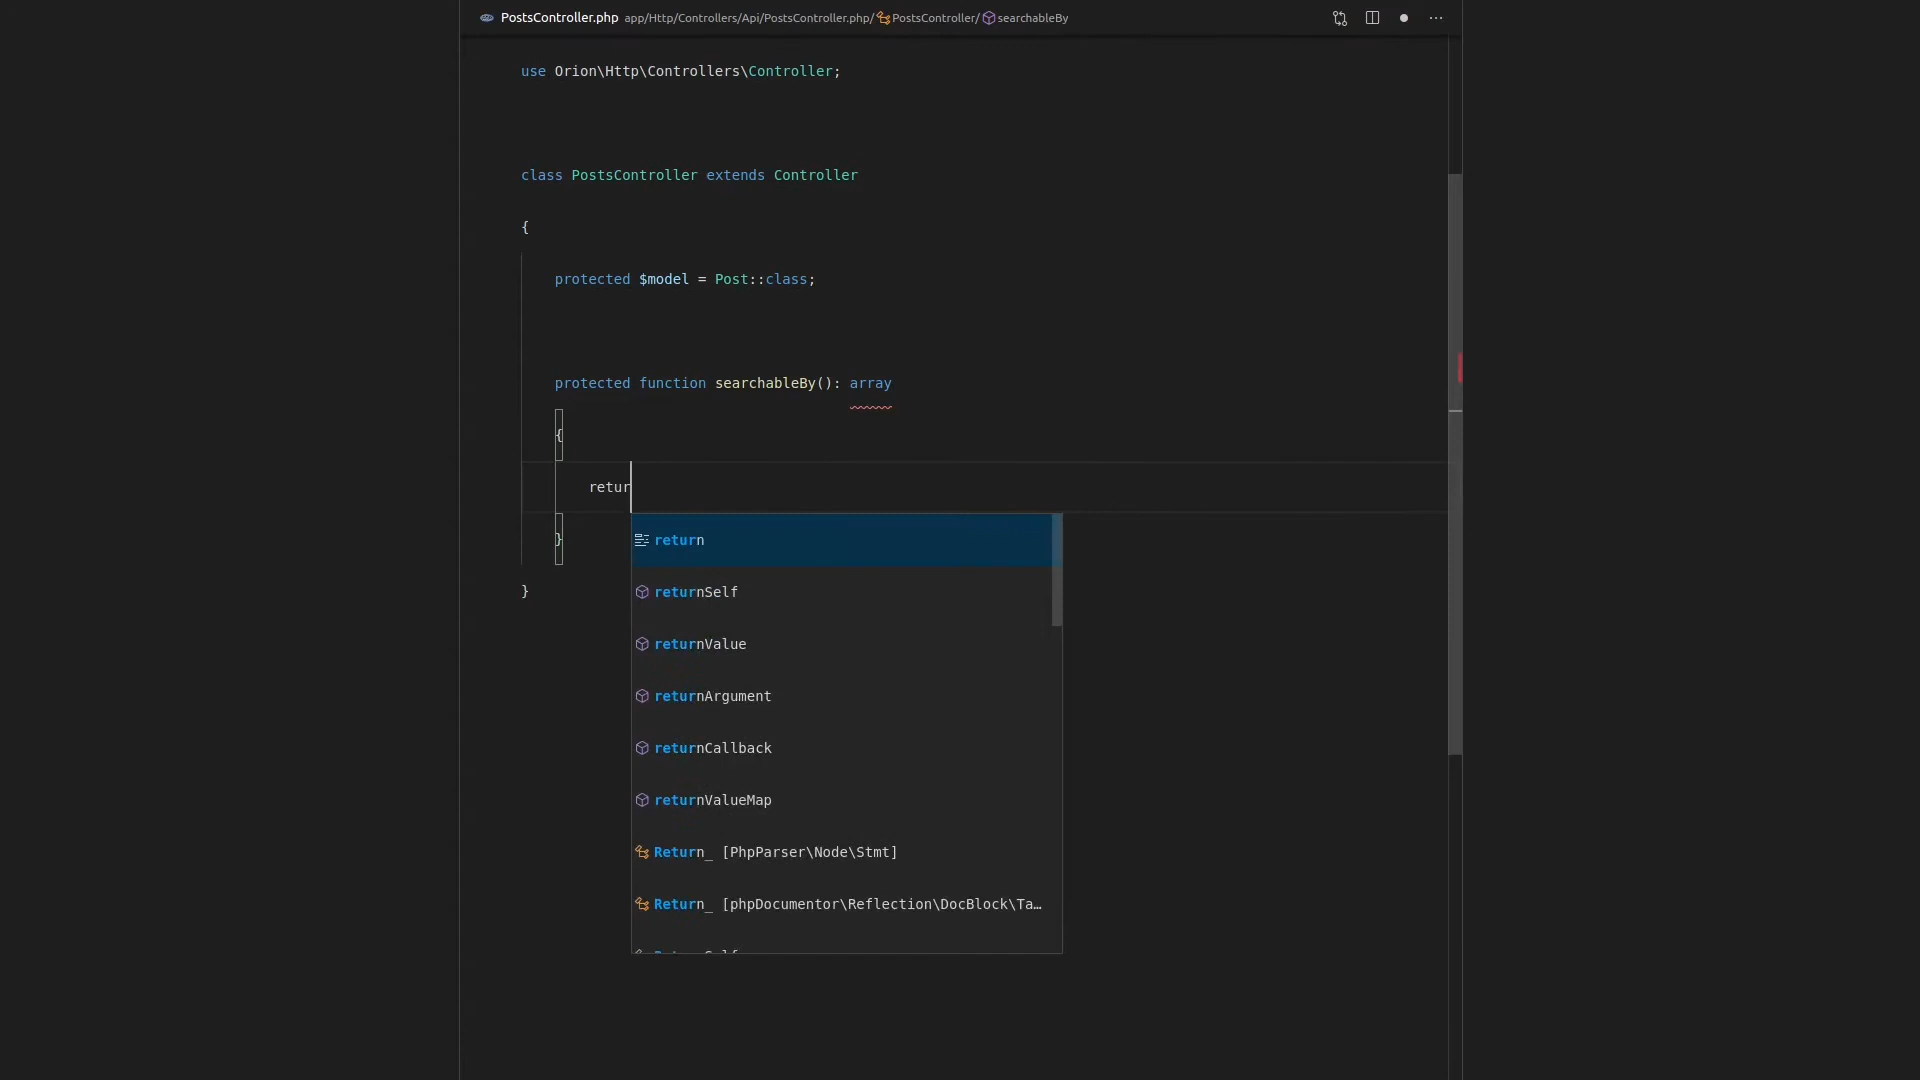 PostsController.php app/Http/Controllers/Api/PostsController.php/ PostsController/ searchableBy
use Orion\Http\Controllers\Controller;
class PostsController extends Controller
{
protected $model = Post::class;
protected function searchableBy(): array
{
retur
}
}
return
returnSelf
returnValue
returnArgument
returnCallback
returnValueMap
Return_ [PhpParser\Node\Stmt]
Return_ [phpDocumentor\Reflection\DocBlock\Ta…